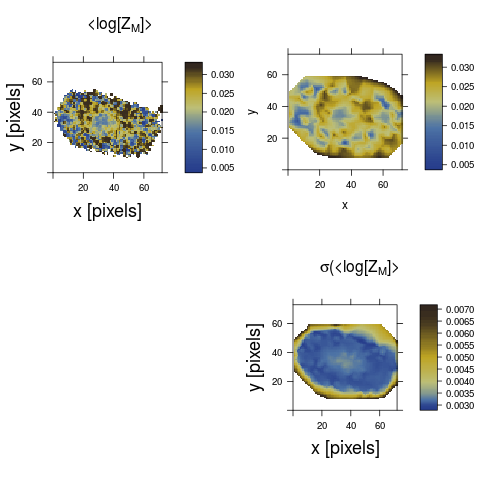 <log[Z_M]>
y [pixels]
60
40
20
20 40 60
x [pixels]
0.030
0.025
0.020
0.015
0.010
0.005
y
60
40
20
20 40 60
x
0.030
0.025
0.020
0.015
0.010
0.005
σ(<log[Z_M]>
y [pixels]
60
40
20
20 40 60
x [pixels]
0.0070
0.0065
0.0060
0.0055
0.0050
0.0045
0.0040
0.0035
0.0030